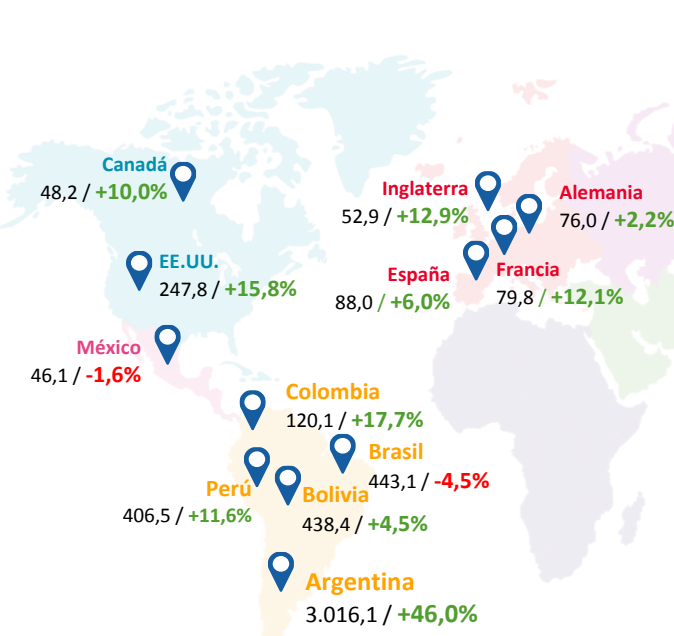 Canadá
48,2 / +10,0%
Inglaterra
52,9 / +12,9%
Alemania
76,0 / +2,2%
EE.UU.
247,8 / +15,8%
España
88,0 / +6,0%
Francia
79,8 / +12,1%
México
46,1 / -1,6%
Colombia
120,1 / +17,7%
Brasil
443,1 / -4,5%
Perú
406,5 / +11,6%
Bolivia
438,4 / +4,5%
Argentina
3.016,1 / +46,0%